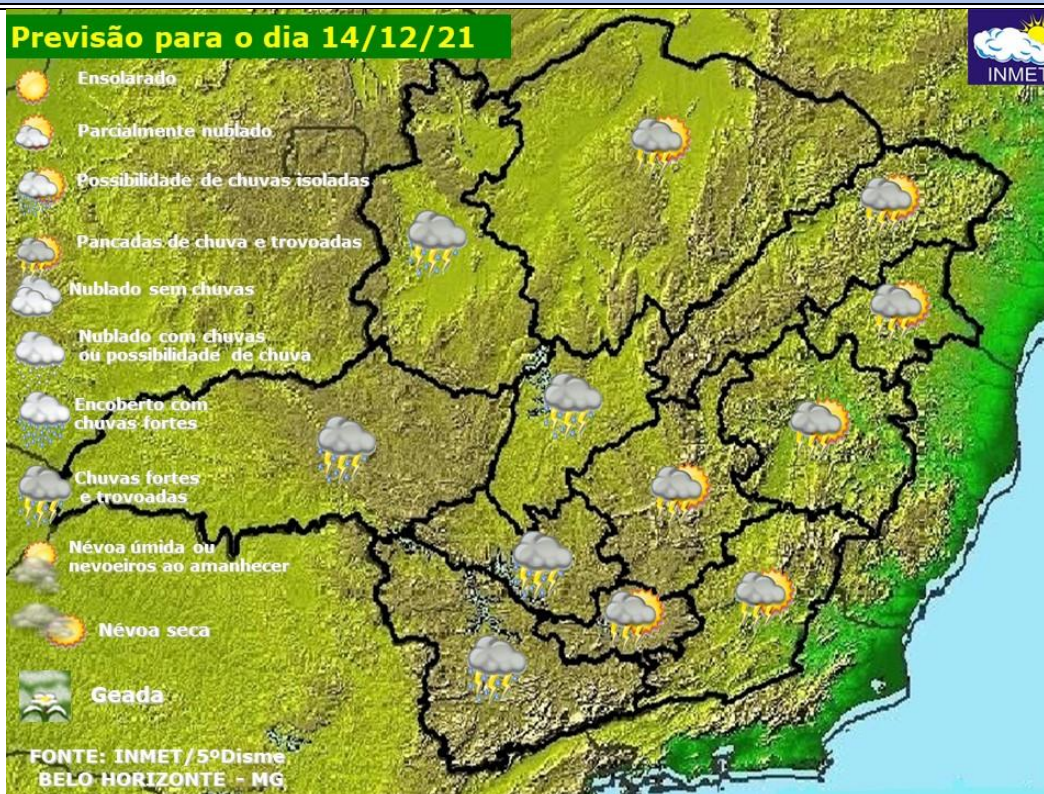 Previsão para o dia 14/12/21
INMET
Ensolarado
Parcialmente nublado
Possibilidade de chuvas isoladas
Pancadas de chuva e trovoadas
Nublado sem chuvas
Nublado com chuvas
ou possibilidade de chuva
Encoberto com
chuvas fortes
Chuvas fortes
e trovoadas
Névoa úmida ou
nevoeiros ao amanhecer
Névoa seca
Geada
FONTE: INMET/5ºDisme
BELO HORIZONTE - MG